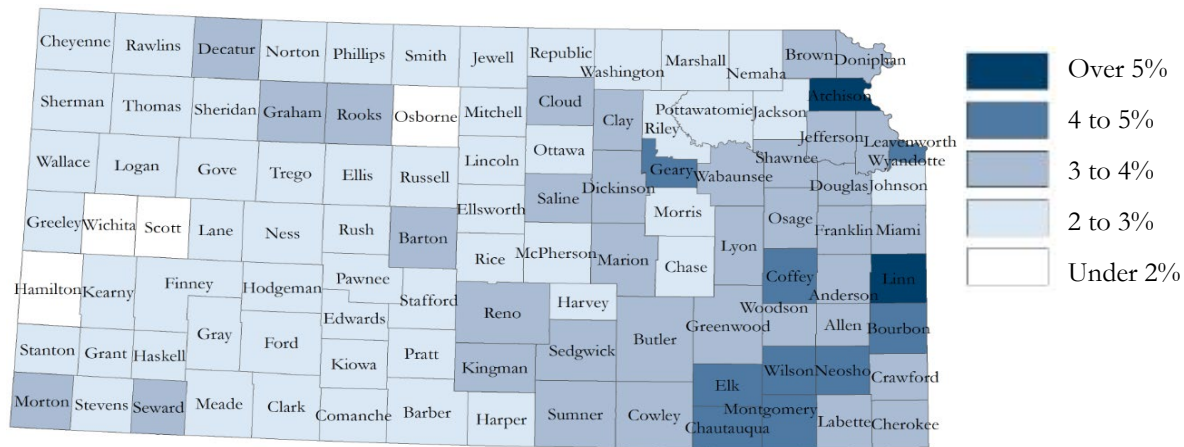 Cheyenne Rawlins Decatur Norton Phillips Smith Jewell Republic Washington Marshall Nemaha Brown Doniphan
Sherman Thomas Sheridan Graham Rooks Osborne Mitchell Cloud Clay Riley Pottawatomie Jackson Atchison
Wallace Logan Gove Trego Ellis Russell Lincoln Ottawa Jefferson Leavenworth
Ellsworth Saline Dickinson Geary Wabaunsee Shawnee Douglas Wyandotte Johnson
Greeley Wichita Scott Lane Ness Rush Barton Rice McPherson Marion Morris Chase Lyon Osage Franklin Miami
Hamilton Kearny Finney Hodgeman Pawnee Stafford Reno Harvey Coffey Anderson Linn
Stanton Grant Haskell Gray Ford Edwards Kiowa Pratt Kingman Sedgwick Butler Greenwood Woodson Allen Bourbon
Morton Stevens Seward Meade Clark Comanche Barber Harper Sumner Cowley Elk Chautauqua Wilson Montgomery Neosho Labette Crawford Cherokee
Over 5%
4 to 5%
3 to 4%
2 to 3%
Under 2%